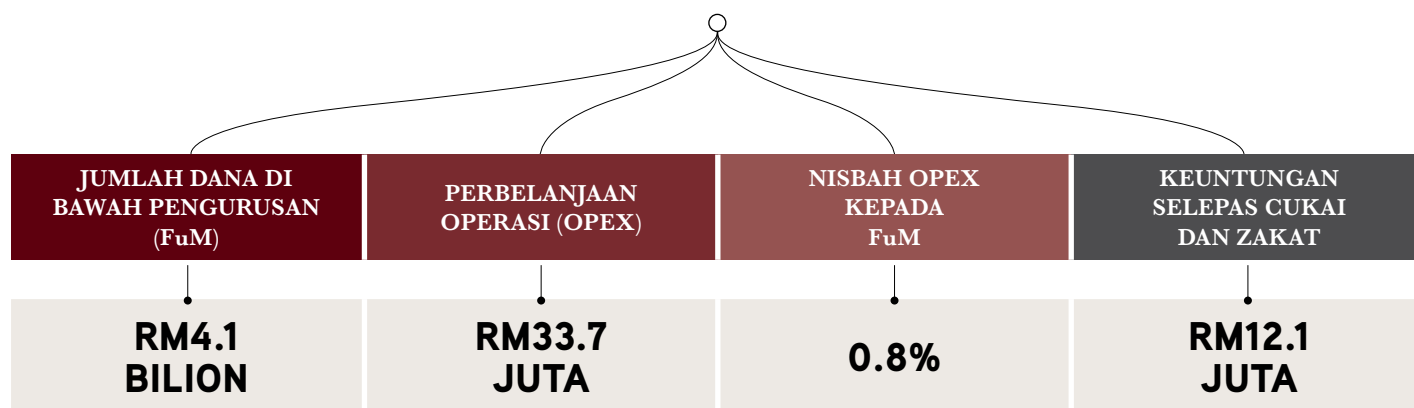 JUMLAH DANA DI
BAWAH PENGURUSAN
(FuM)
RM4.1
BILION
PERBELANJAAN
OPERASI (OPEX)
RM33.7
JUTA
NISBAH OPEX
KEPADA
FuM
0.8%
KEUNTUNGAN
SELEPAS CUKAI
DAN ZAKAT
RM12.1
JUTA